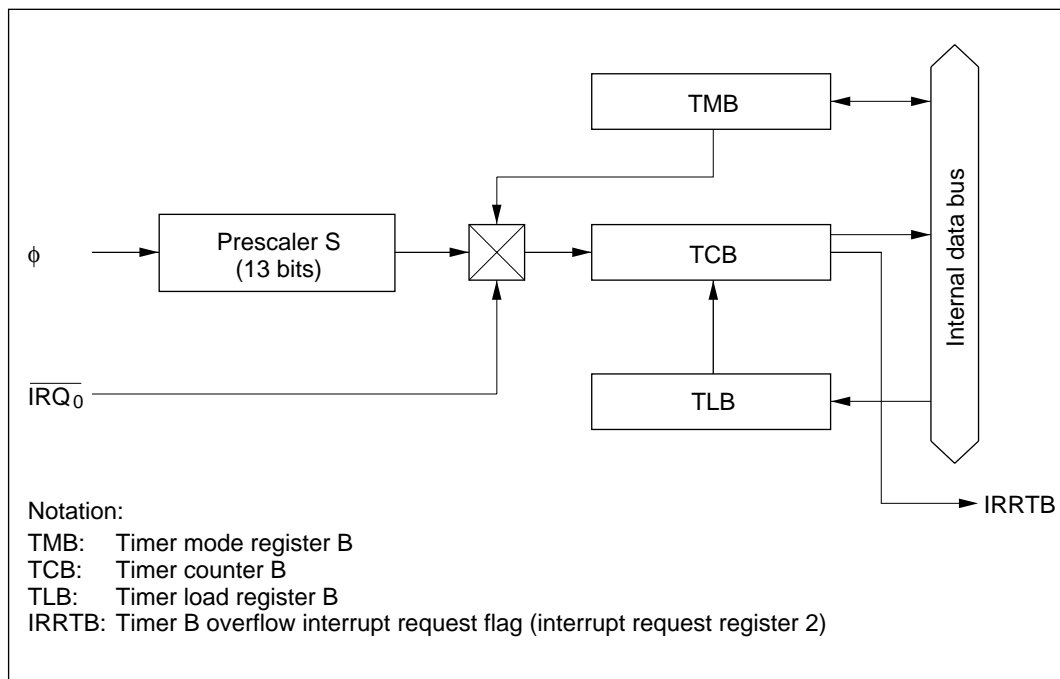 TMB
ϕ
Prescaler S
(13 bits)
TCB
Internal data bus
IRQ0
TLB
IRRTB
Notation:
TMB: Timer mode register B
TCB: Timer counter B
TLB: Timer load register B
IRRTB: Timer B overflow interrupt request flag (interrupt request register 2)